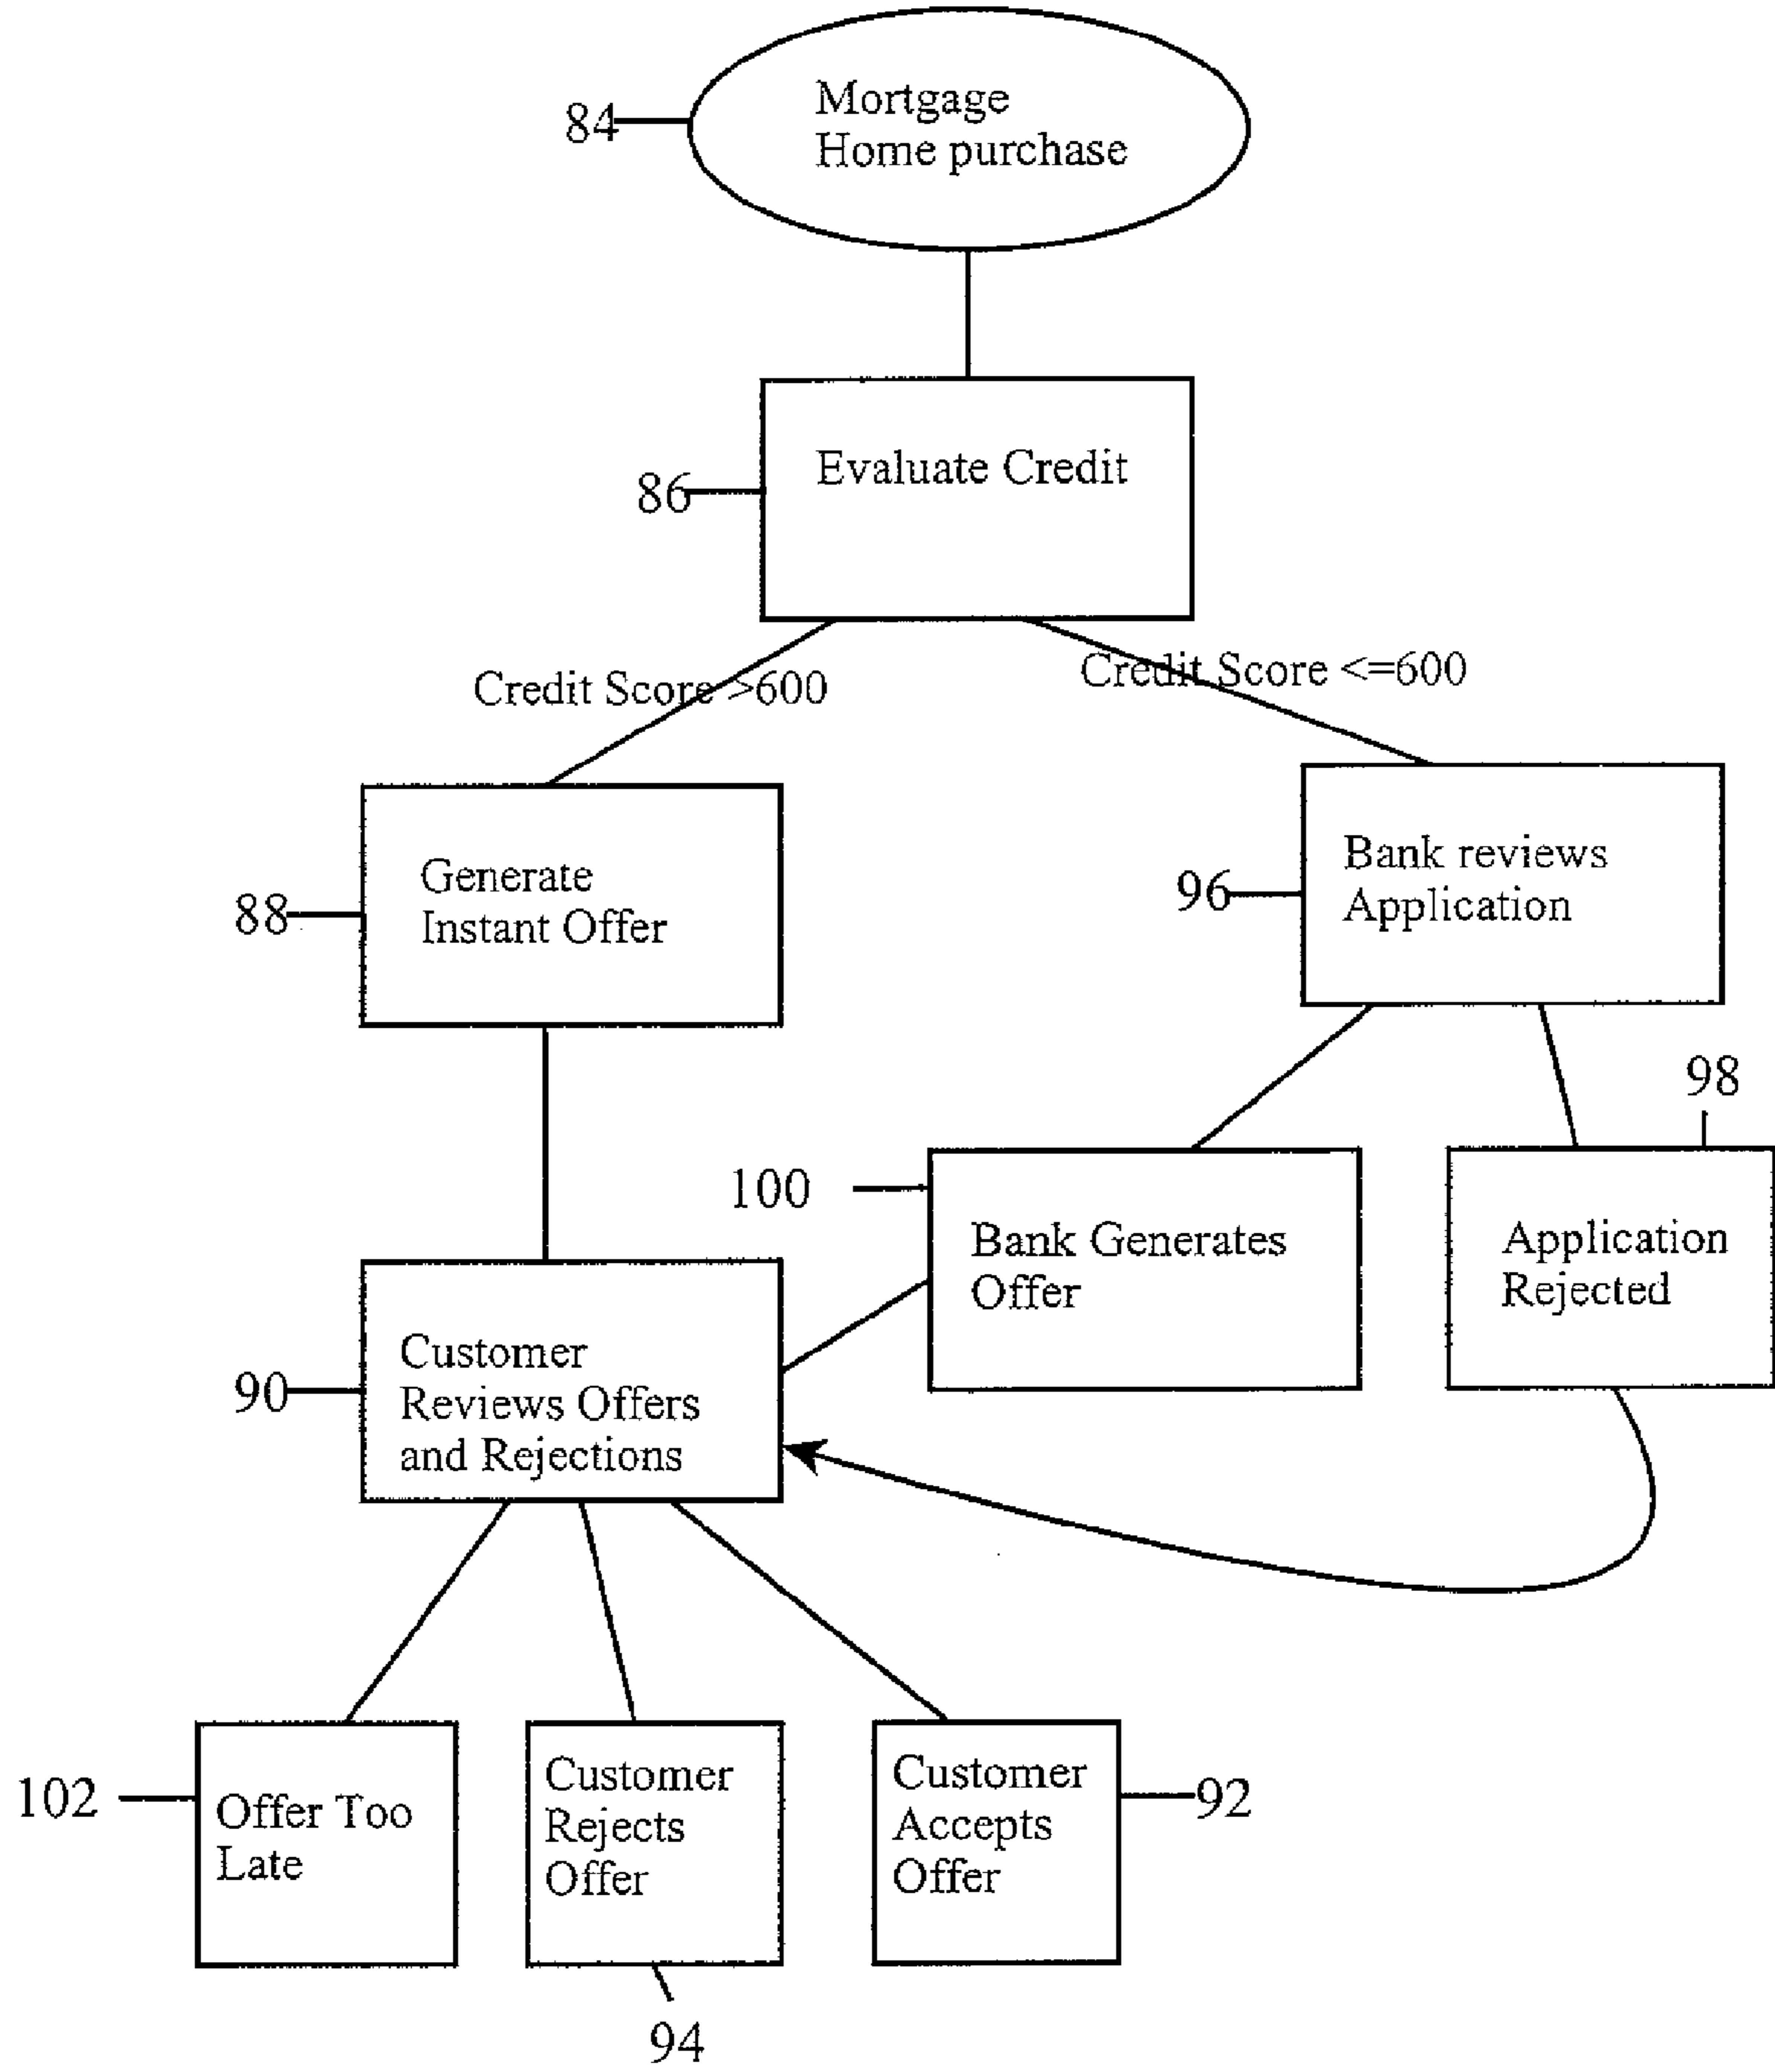 84
Mortgage
Home purchase
86
Evaluate Credit
Credit Score >600
Credit Score <=600
88
Generate
Instant Offer
96
Bank reviews
Application
98
100
Bank Generates
Offer
Application
Rejected
90
Customer
Reviews Offers
and Rejections
102
Offer Too
Late
Customer
Rejects
Offer
94
Customer
Accepts
Offer
92